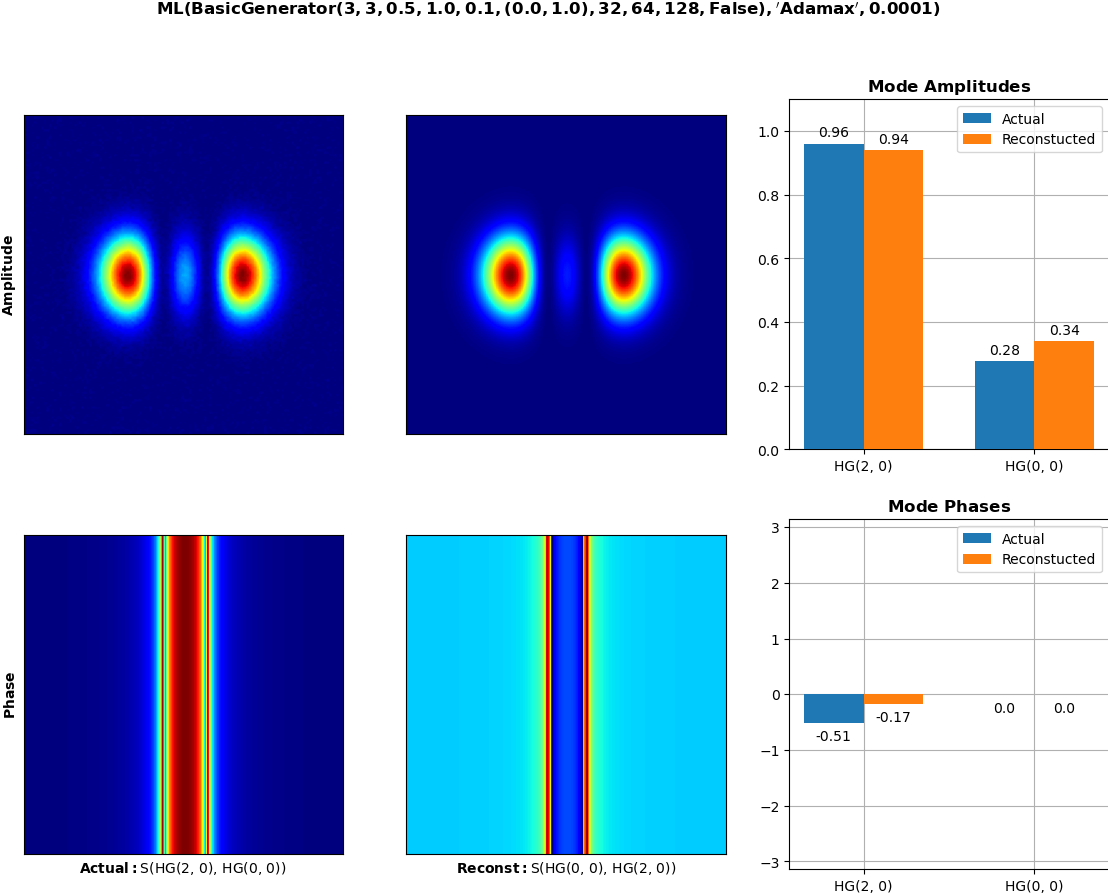 ML(BasicGenerator(3, 3, 0.5, 1.0, 0.1, (0.0, 1.0), 32, 64, 128, False), ′Adamax′, 0.0001)
Amplitude
Mode Amplitudes
Actual
Reconstucted
1.0
0.8
0.6
0.4
0.2
0.0
0.96
0.94
0.28
0.34
HG(2, 0)
HG(0, 0)
Phase
Actual: S(HG(2, 0), HG(0, 0))
Reconst: S(HG(0, 0), HG(2, 0))
Mode Phases
Actual
Reconstucted
3
2
1
0
−1
−2
−3
-0.51
-0.17
0.0
0.0
HG(2, 0)
HG(0, 0)